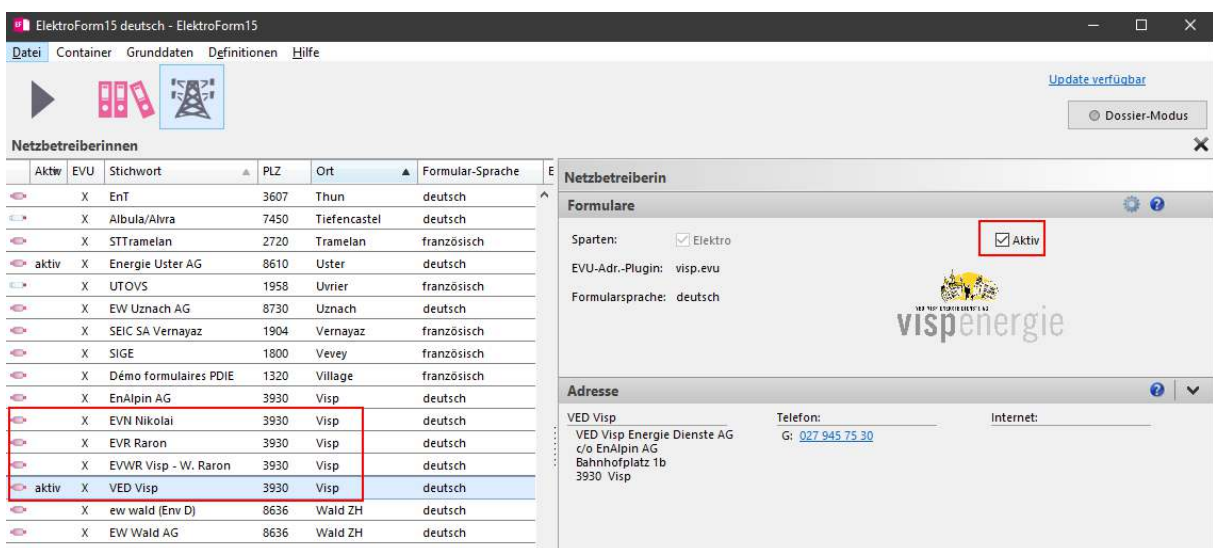 ElektroForm15 deutsch - ElektroForm15
Datei Container Grunddaten Definitionen Hilfe
Update verfügbar
Dossier-Modus
Netzbetreiberinnen
Aktiv EVU Stichwort PLZ Ort Formular-Sprache E
X EnT 3607 Thun deutsch
X Albula/Alvra 7450 Tiefencastel deutsch
X STTramelan 2720 Tramelan französisch
aktiv X Energie Uster AG 8610 Uster deutsch
X UTOVS 1958 Uvrier französisch
X EW Uznach AG 8730 Uznach deutsch
X SEIC SA Vernayaz 1904 Vernayaz französisch
X SIGE 1800 Vevey französisch
X Démo formulaires PDIE 1320 Village französisch
X EnAlpin AG 3930 Visp deutsch
X EVN Nikolai 3930 Visp deutsch
X EVR Raron 3930 Visp deutsch
X EVWR Visp - W. Raron 3930 Visp deutsch
aktiv X VED Visp 3930 Visp deutsch
X ew wald (Env D) 8636 Wald ZH deutsch
X EW Wald AG 8636 Wald ZH deutsch
Netzbetreiberin
Formulare
Sparten: Elektro Aktiv
EVU-Adr.-Plugin: visp.evu
Formularsprache: deutsch
vispenergie
Adresse
VED Visp Telefon: Internet:
VED Visp Energie Dienste AG G: 027 945 75 30
c/o EnAlpin AG
Bahnhofplatz 1b
3930 Visp